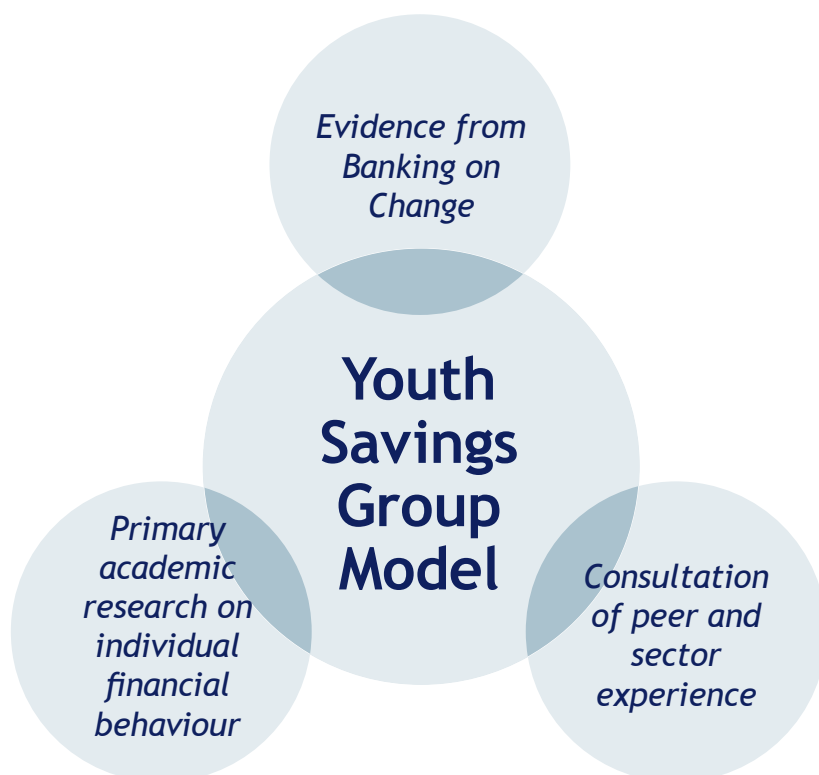 Evidence from
Banking on
Change
Youth
Savings
Group
Model
Primary
academic
research on
individual
financial
behaviour
Consultation
of peer and
sector
experience